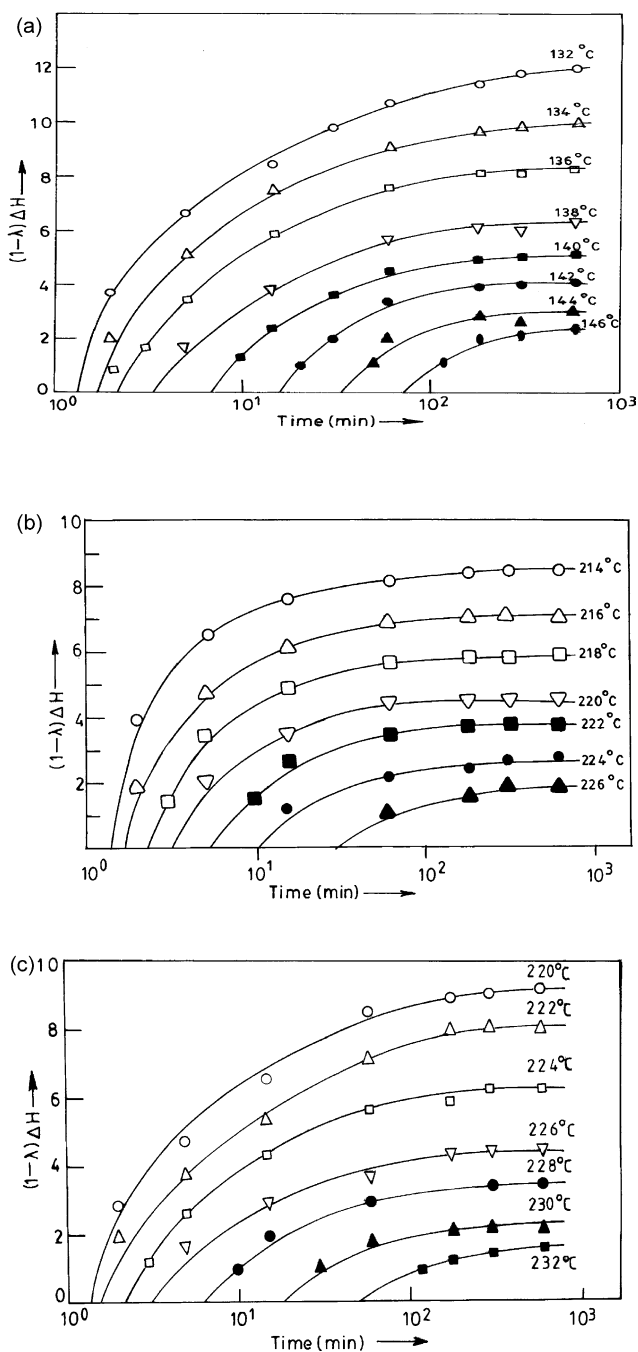 (a)
12
10
8
6
4
2
0
(1-λ)ΔH
132°C
134°C
136°C
138°C
140°C
142°C
144°C
146°C
10⁰
10¹
10²
10³
Time (min)
(b)
10
8
6
4
2
(1-λ)ΔH
214°C
216°C
218°C
220°C
222°C
224°C
226°C
10⁰
10¹
10²
10³
Time (min)
(c)
10
8
6
4
2
0
(1-λ)ΔH
220°C
222°C
224°C
226°C
228°C
230°C
232°C
10⁰
10¹
10²
10³
Time (min)